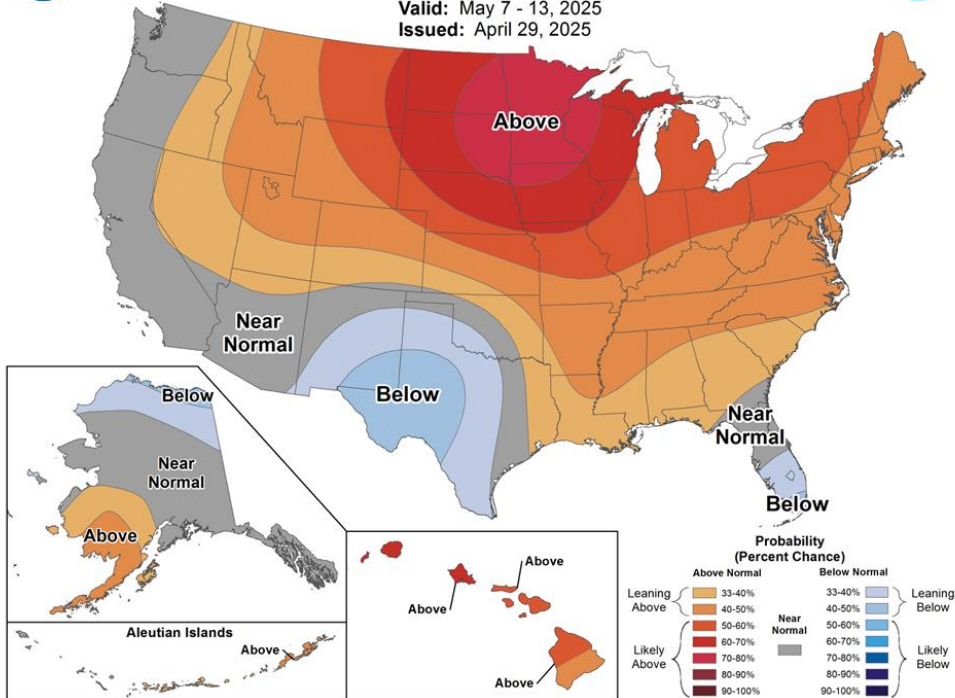 Valid: May 7 - 13, 2025
Issued: April 29, 2025
Above
Near
Normal
Below
Near
Normal
Below
Below
Near
Normal
Above
Aleutian Islands
Above
Above
Above
Above
Probability
(Percent Chance)
Above Normal
Below Normal
Leaning
Above
33-40%
40-50%
Likely
Above
50-60%
60-70%
70-80%
80-90%
90-100%
Near
Normal
33-40%
40-50%
Leaning
Below
50-60%
60-70%
70-80%
80-90%
90-100%
Likely
Below